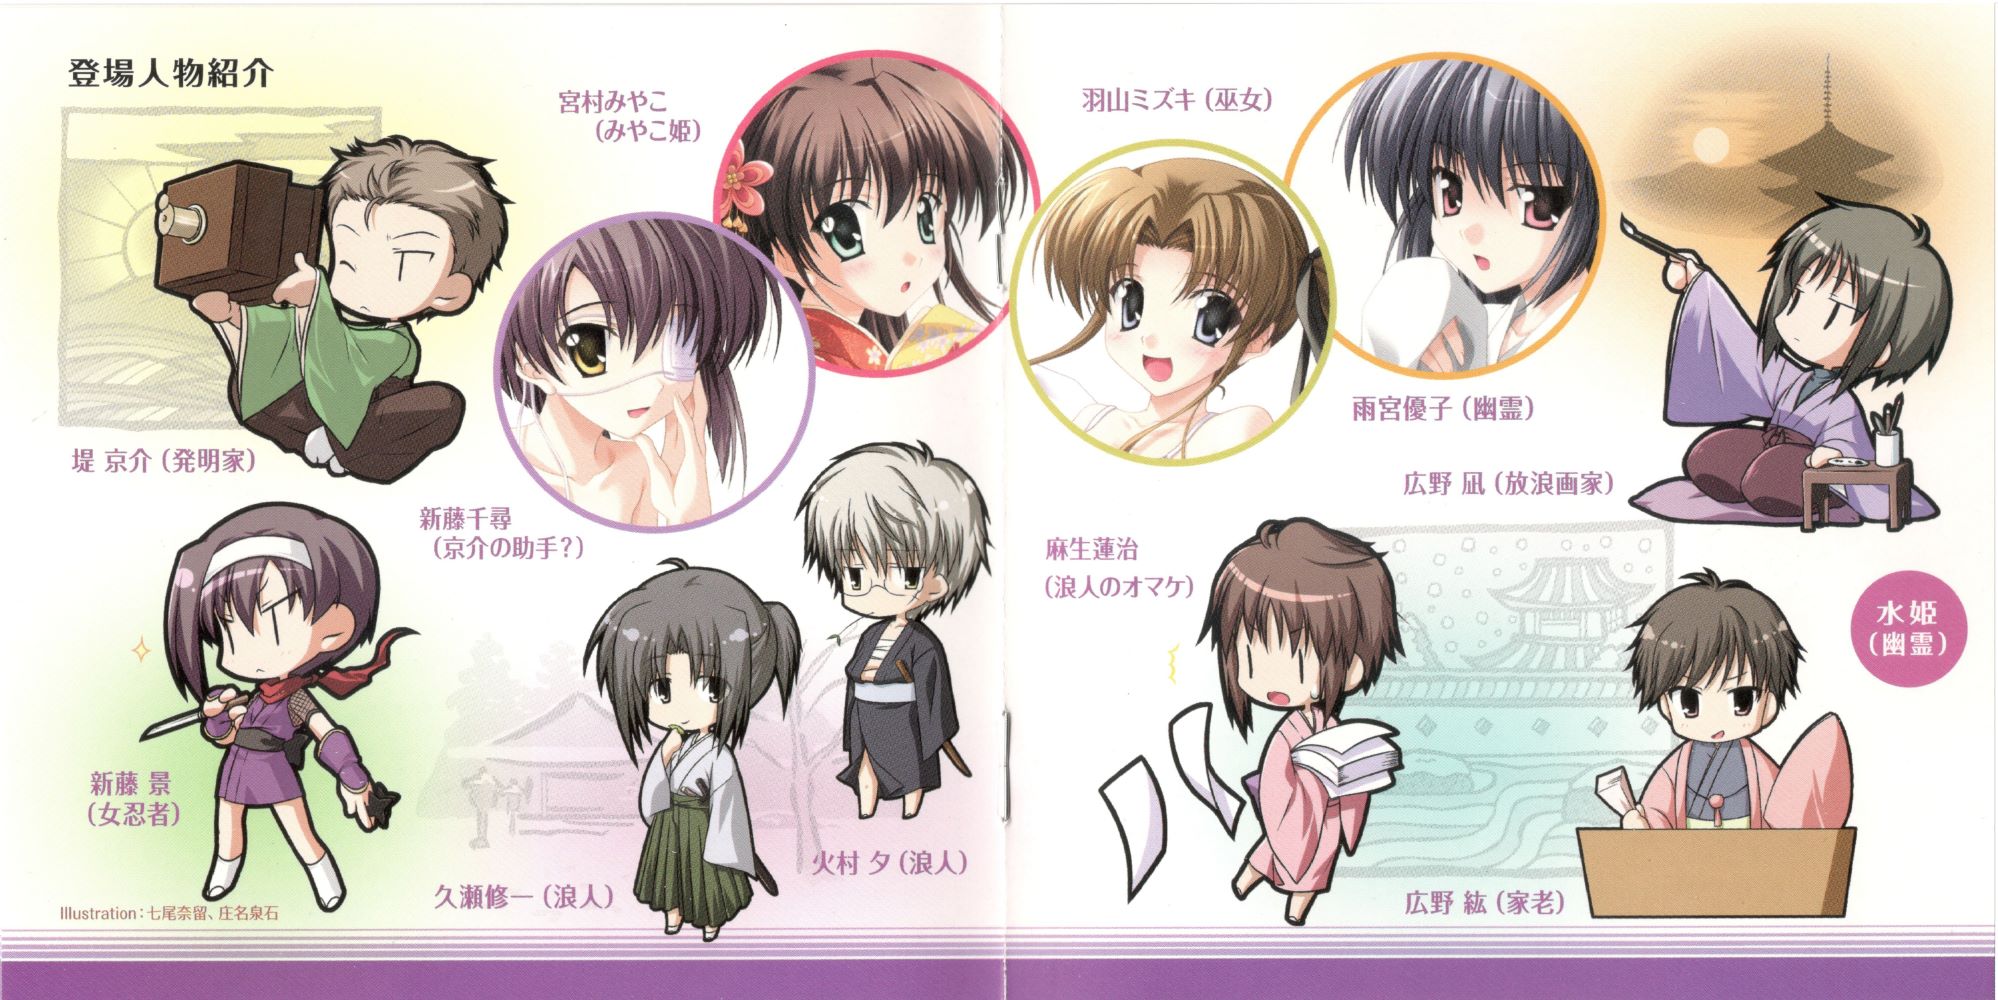 登場人物紹介
堤 京介（発明家）
宮村みやこ
（みやこ姫）
新藤千尋
（京介の助手？）
新藤 景
（女忍者）
久瀬修一（浪人）
火村 夕（浪人）
Illustration：七尾奈留、庄名泉石
羽山ミズキ（巫女）
雨宮優子（幽霊）
広野 凪（放浪画家）
麻生蓮治
（浪人のオマケ）
広野 紘（家老）
水姫
（幽霊）